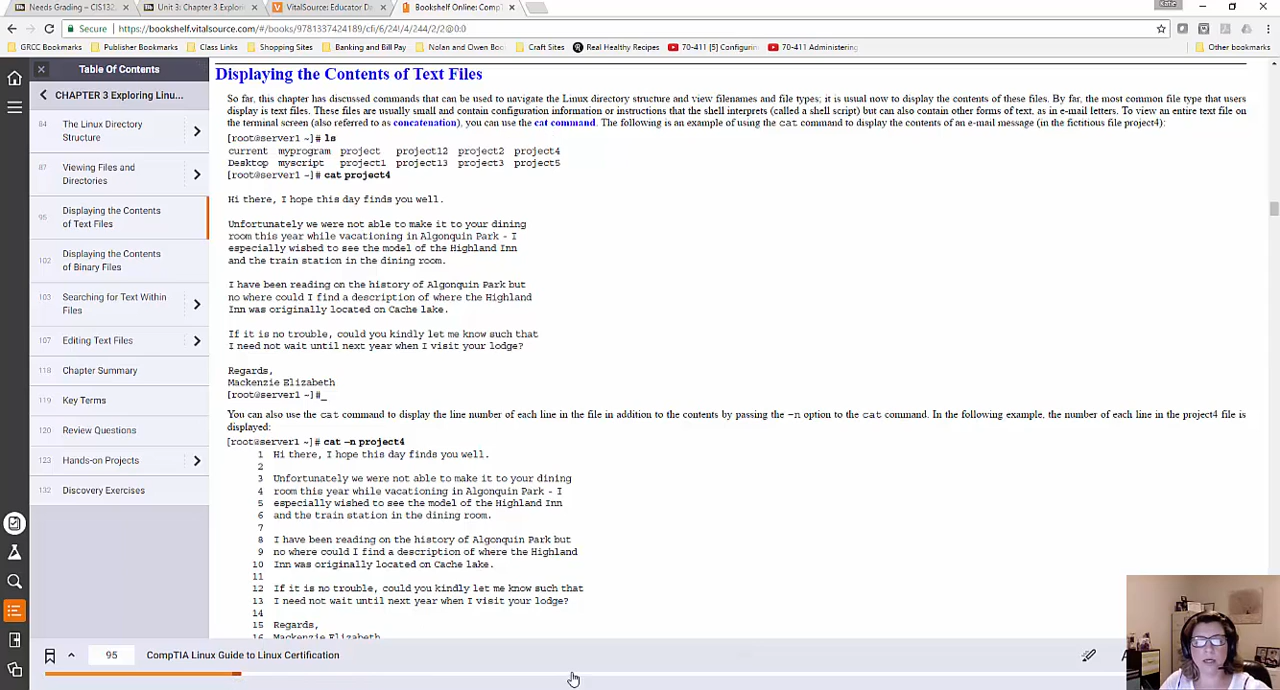 Needs Grading – CIS132,
Unit 3: Chapter 3 Explori
VitalSource: Educator D
Bookshelf Online: Comp
Katie
Secure
https://bookshelf.vitalsource.com/#/books/9781337424189/cfi/6/24!/4/244/2/2@0:0
GRCC Bookmarks
Publisher Bookmarks
Class Links
Shopping Sites
Banking and Bill Pay
Nolan and Owen Boo
Craft Sites
Real Healthy Recipes
70-411 [5] Configurin
70-411 Administering
Other bookmarks
Table Of Contents
CHAPTER 3 Exploring Linu...
84 The Linux Directory
Structure
87 Viewing Files and
Directories
95 Displaying the Contents
of Text Files
102 Displaying the Contents
of Binary Files
103 Searching for Text Within
Files
107 Editing Text Files
118 Chapter Summary
119 Key Terms
120 Review Questions
123 Hands-on Projects
132 Discovery Exercises
Displaying the Contents of Text Files
So far, this chapter has discussed commands that can be used to navigate the Linux directory structure and view filenames and file types; it is usual now to display the contents of these files. By far, the most common file type that users
display is text files. These files are usually small and contain configuration information or instructions that the shell interprets (called a shell script) but can also contain other forms of text, as in e-mail letters. To view an entire text file on
the terminal screen (also referred to as concatenation), you can use the cat command. The following is an example of using the cat command to display the contents of an e-mail message (in the fictitious file project4):
[root@server1 ~]# ls
current myprogram project project12 project2 project4
Desktop myscript project1 project13 project3 project5
[root@server1 ~]# cat project4
Hi there, I hope this day finds you well.
Unfortunately we were not able to make it to your dining
room this year while vacationing in Algonquin Park - I
especially wished to see the model of the Highland Inn
and the train station in the dining room.
I have been reading on the history of Algonquin Park but
no where could I find a description of where the Highland
Inn was originally located on Cache lake.
If it is no trouble, could you kindly let me know such that
I need not wait until next year when I visit your lodge?
Regards,
Mackenzie Elizabeth
[root@server1 ~]#_
You can also use the cat command to display the line number of each line in the file in addition to the contents by passing the –n option to the cat command. In the following example, the number of each line in the project4 file is
displayed:
[root@server1 ~]# cat –n project4
1 Hi there, I hope this day finds you well.
2
3 Unfortunately we were not able to make it to your dining
4 room this year while vacationing in Algonquin Park - I
5 especially wished to see the model of the Highland Inn
6 and the train station in the dining room.
7
8 I have been reading on the history of Algonquin Park but
9 no where could I find a description of where the Highland
10 Inn was originally located on Cache lake.
11
12 If it is no trouble, could you kindly let me know such that
13 I need not wait until next year when I visit your lodge?
14
15 Regards,
16 Mackenzie Elizabeth
95
CompTIA Linux Guide to Linux Certification